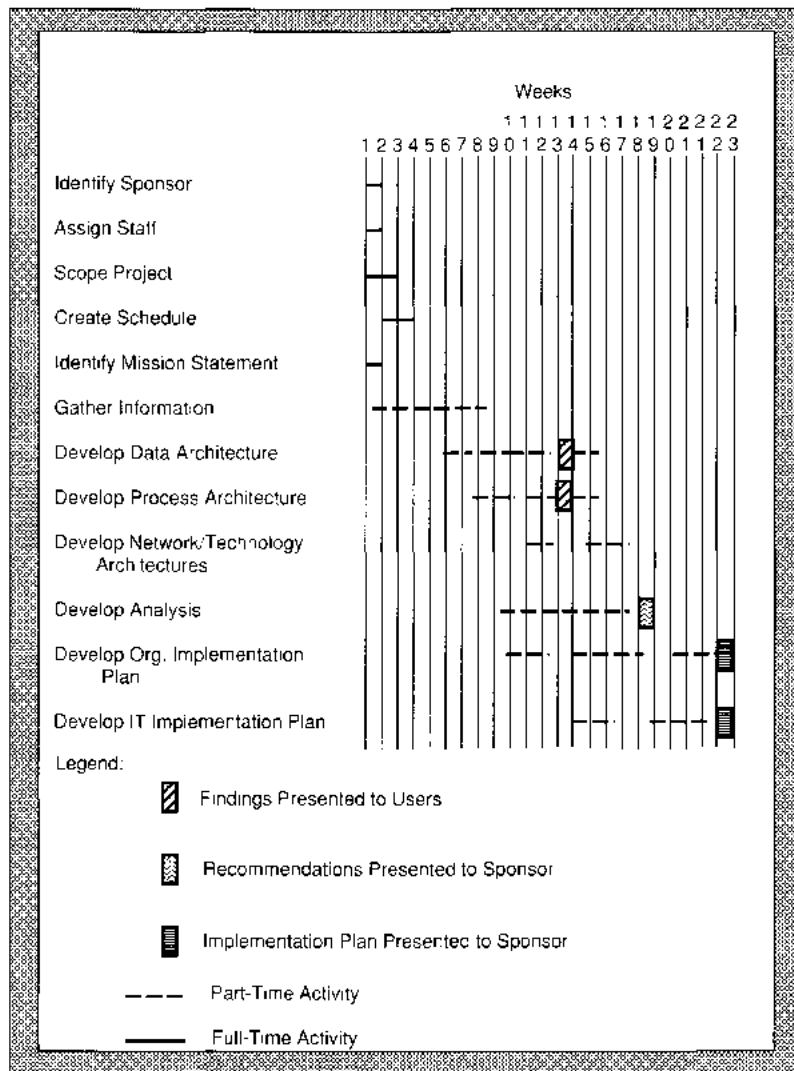 Weeks
1 1 1 1 1 1 1 1 1 1 2 2 2 2
1 2 3 4 5 6 7 8 9 0 1 2 3 4 5 6 7 8 9 0 1 2 3
Identify Sponsor
Assign Staff
Scope Project
Create Schedule
Identify Mission Statement
Gather Information
Develop Data Architecture
Develop Process Architecture
Develop Network/Technology
Architectures
Develop Analysis
Develop Org. Implementation
Plan
Develop IT Implementation Plan
Legend:
Findings Presented to Users
Recommendations Presented to Sponsor
Implementation Plan Presented to Sponsor
Part-Time Activity
Full-Time Activity